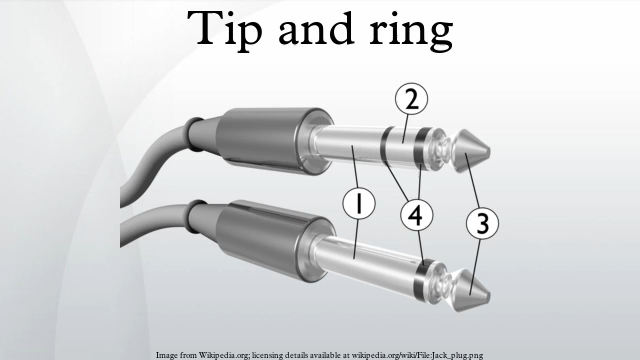 Tip and ring
2
1
4
3
Image from Wikipedia.org; licensing details available at wikipedia.org/wiki/File:Jack_plug.png